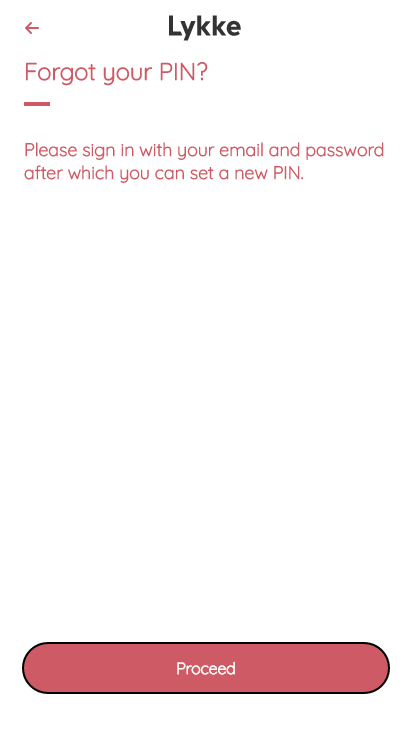 Lykke
Forgot your PIN?
Please sign in with your email and password
after which you can set a new PIN.
Proceed